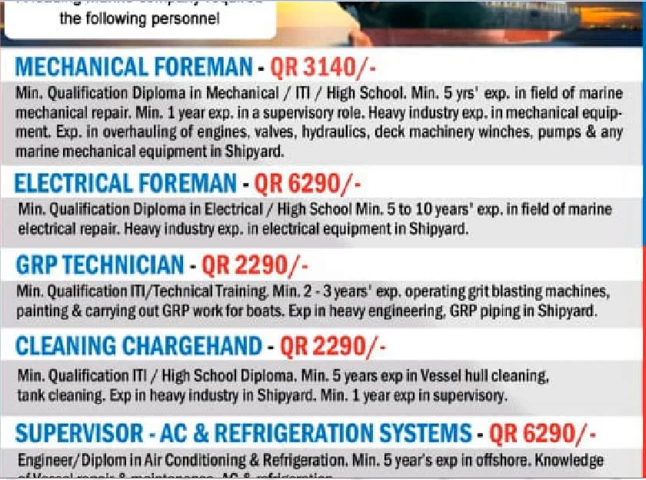 the following personnel
MECHANICAL FOREMAN - QR 3140/-
Min. Qualification Diploma in Mechanical / ITI / High School. Min. 5 yrs' exp. in field of marine
mechanical repair. Min. 1 year exp. in a supervisory role. Heavy industry exp. in mechanical equip-
ment. Exp. in overhauling of engines, valves, hydraulics, deck machinery winches, pumps & any
marine mechanical equipment in Shipyard.
ELECTRICAL FOREMAN - QR 6290/-
Min. Qualification Diploma in Electrical / High School Min. 5 to 10 years' exp. in field of marine
electrical repair. Heavy industry exp. in electrical equipment in Shipyard.
GRP TECHNICIAN - QR 2290/-
Min. Qualification ITI/Technical Training. Min. 2 - 3 years' exp. operating grit blasting machines,
painting & carrying out GRP work for boats. Exp in heavy engineering, GRP piping in Shipyard.
CLEANING CHARGEHAND - QR 2290/-
Min. Qualification ITI / High School Diploma. Min. 5 years exp in Vessel hull cleaning,
tank cleaning. Exp in heavy industry in Shipyard. Min. 1 year exp in supervisory.
SUPERVISOR - AC & REFRIGERATION SYSTEMS - QR 6290/-
Engineer/Diplom in Air Conditioning & Refrigeration. Min. 5 year's exp in offshore. Knowledge